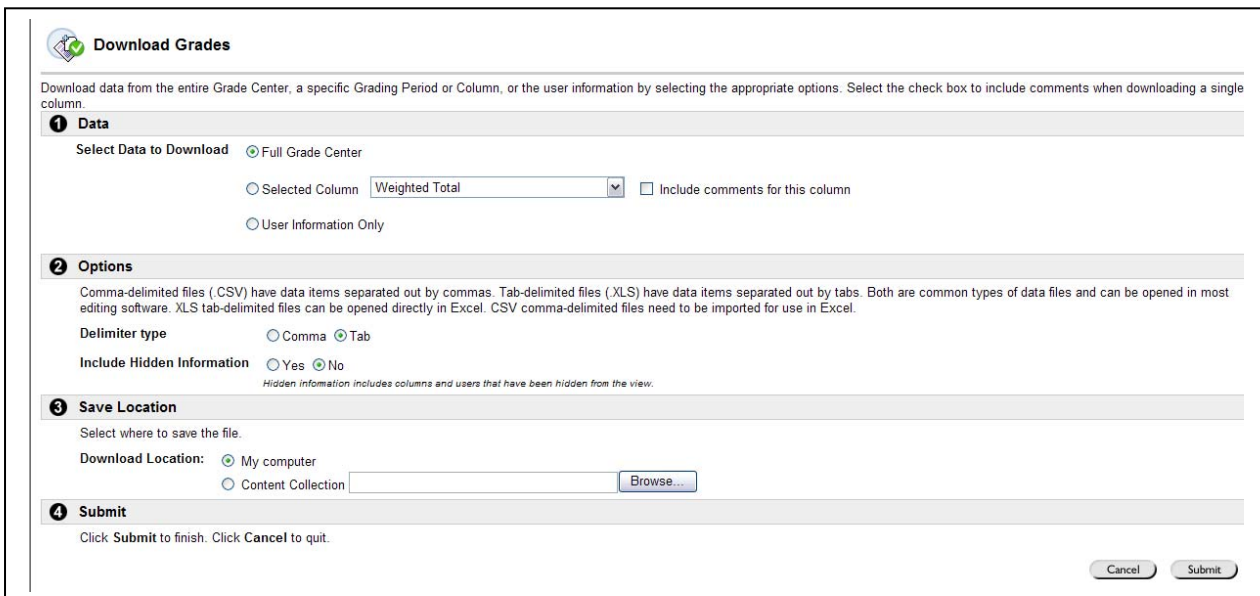 Download Grades
Download data from the entire Grade Center, a specific Grading Period or Column, or the user information by selecting the appropriate options. Select the check box to include comments when downloading a single
column.
1 Data
Select Data to Download Full Grade Center
Selected Column Weighted Total Include comments for this column
User Information Only
2 Options
Comma-delimited files (.CSV) have data items separated out by commas. Tab-delimited files (.XLS) have data items separated out by tabs. Both are common types of data files and can be opened in most
editing software. XLS tab-delimited files can be opened directly in Excel. CSV comma-delimited files need to be imported for use in Excel.
Delimiter type Comma Tab
Include Hidden Information Yes No
Hidden infomation includes columns and users that have been hidden from the view.
3 Save Location
Select where to save the file.
Download Location: My computer
Content Collection Browse...
4 Submit
Click Submit to finish. Click Cancel to quit.
Cancel Submit